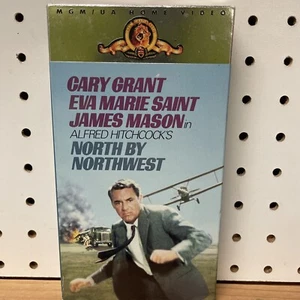 MGM/UA HOME VIDEO
CARY GRANT
EVA MARIE SAINT
JAMES MASON in
ALFRED HITCHCOCK'S
NORTH BY
NORTHWEST